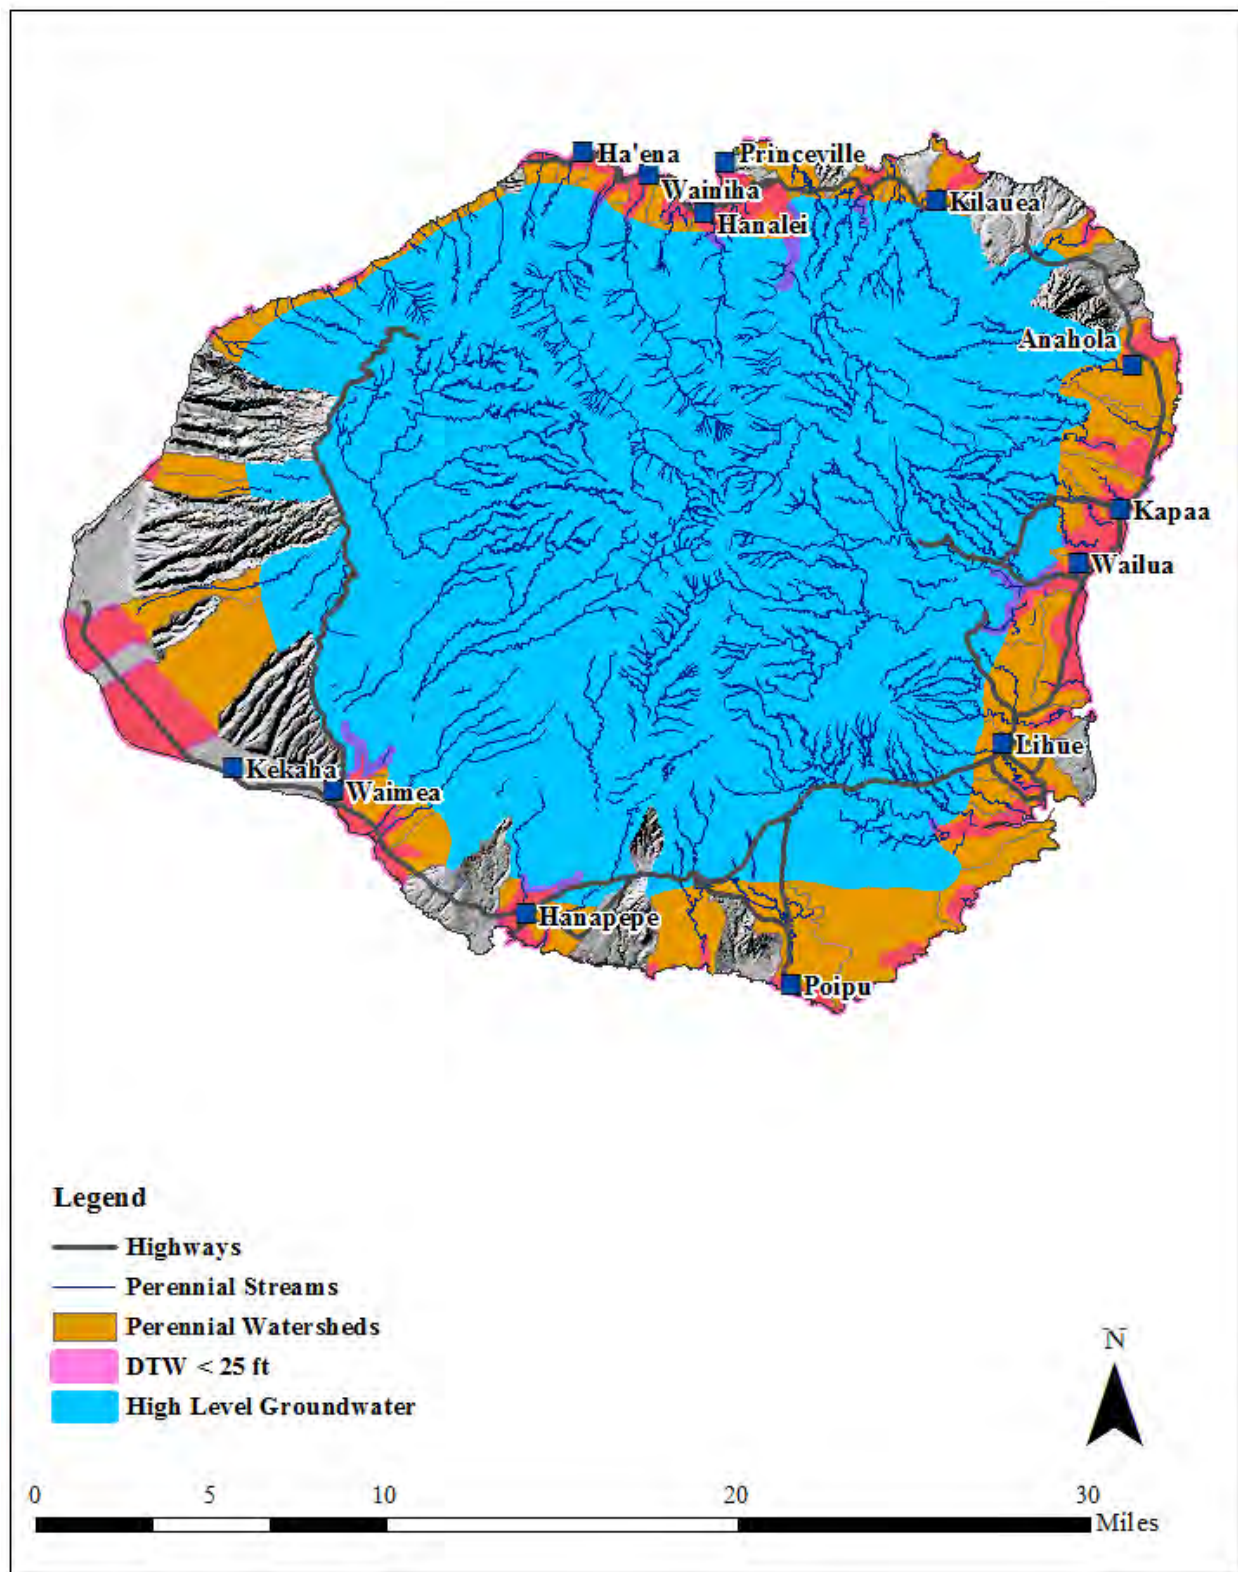 Ha'ena
Princeville
Wainiha
Kilauea
Hanalei
Anahola
Kapaa
Wailua
Lihue
Kekaha
Waimea
Hanapepe
Poipu
Legend
Highways
Perennial Streams
Perennial Watersheds
DTW < 25 ft
High Level Groundwater
N
0 5 10 20 30
Miles